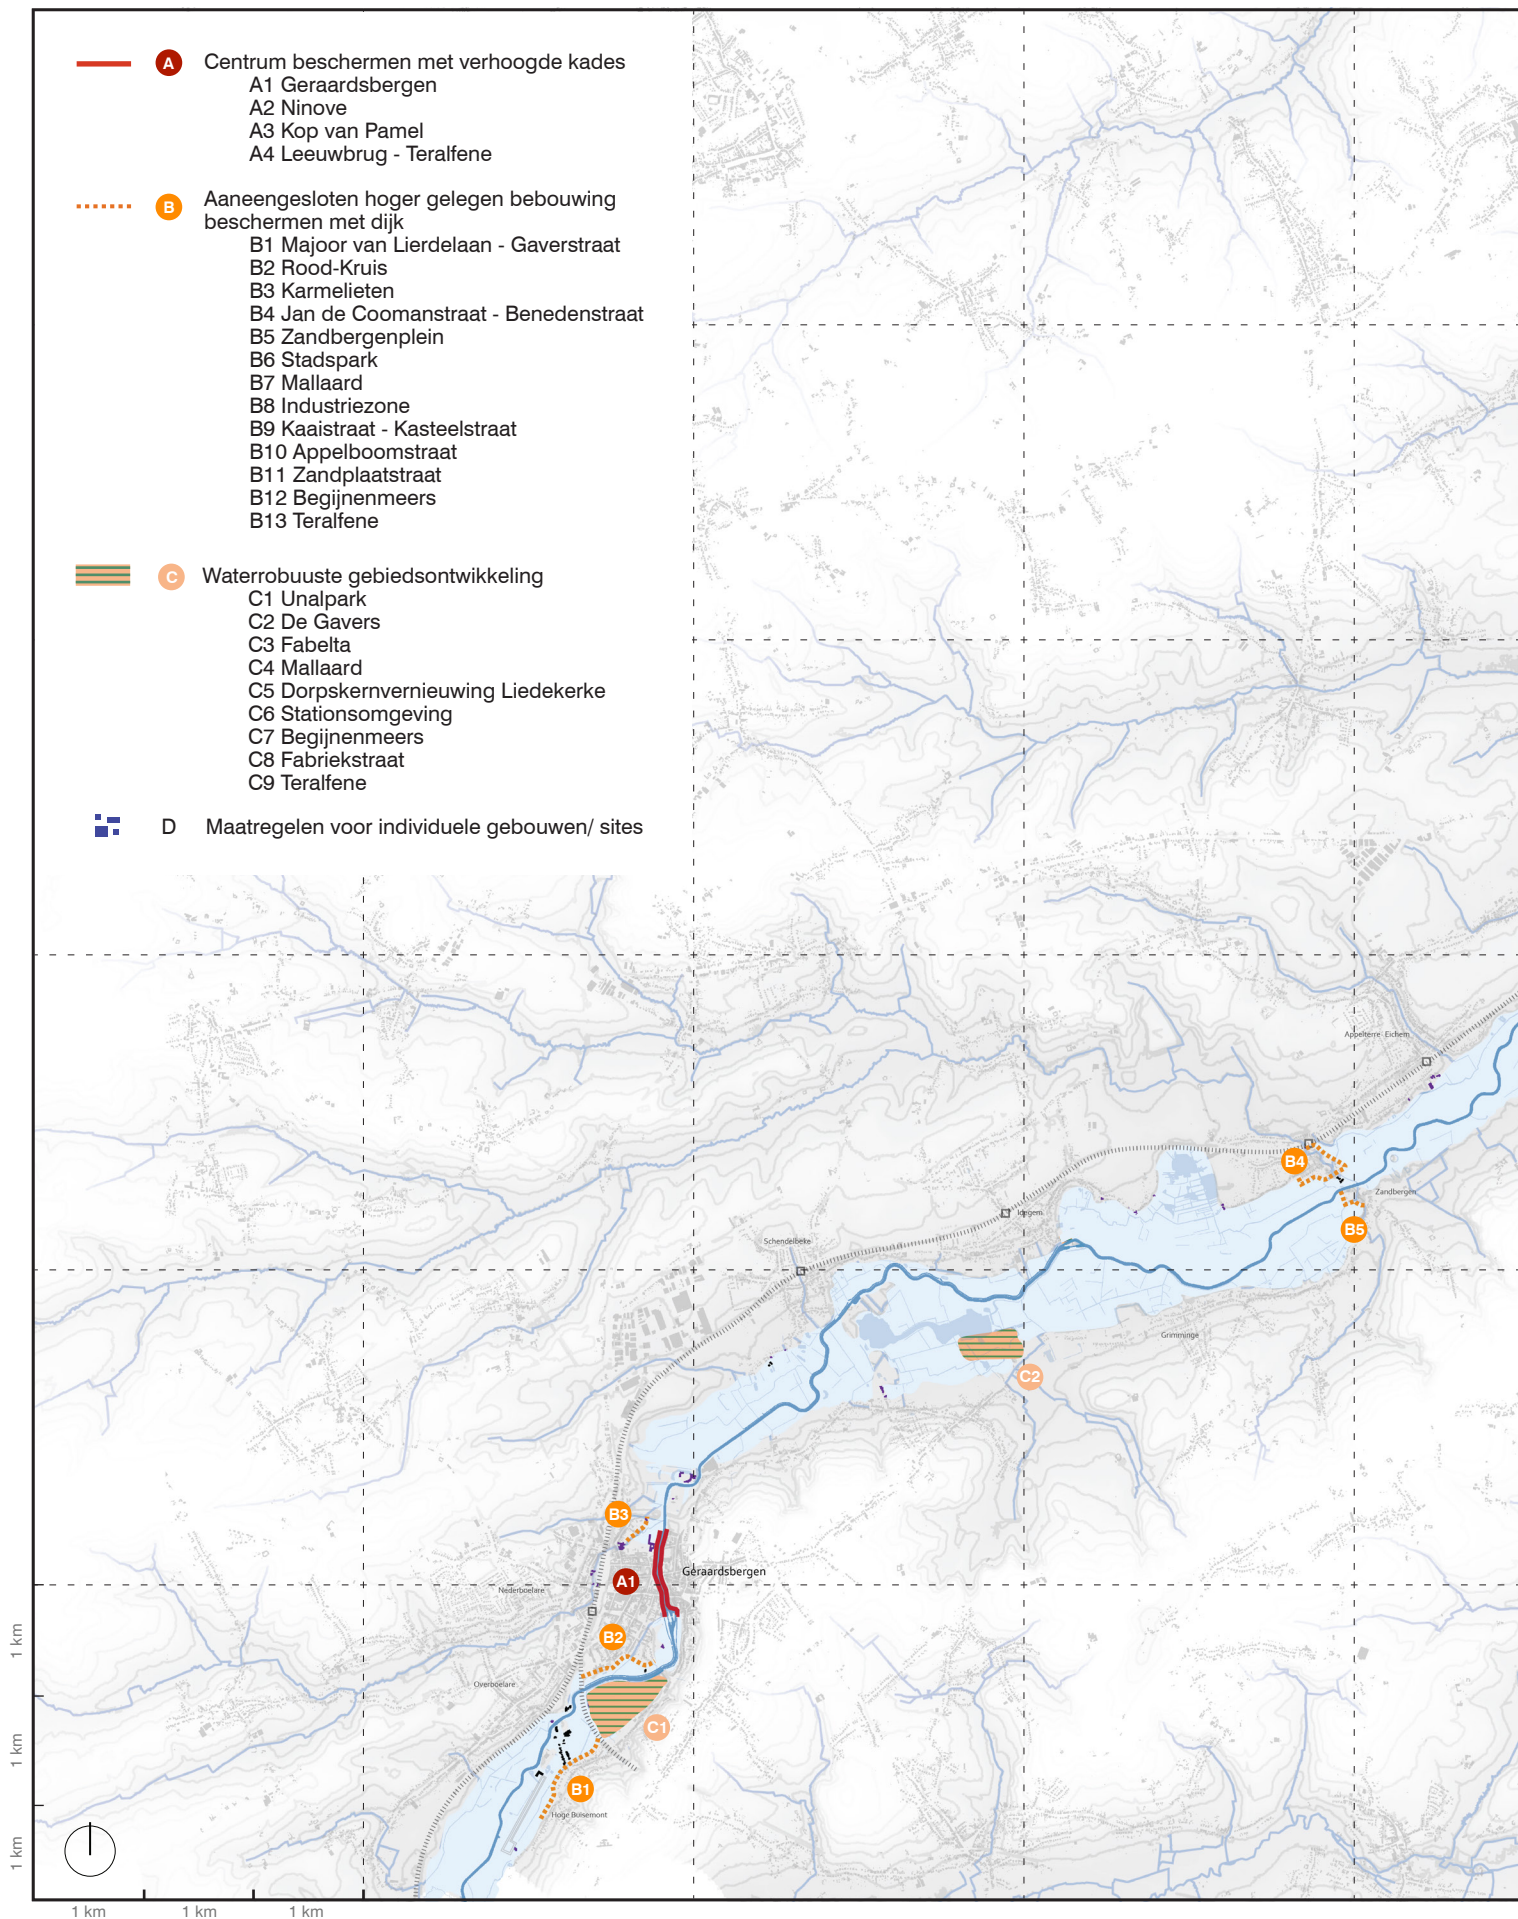 A Centrum beschermen met verhoogde kades
A1 Geraardsbergen
A2 Ninove
A3 Kop van Pamel
A4 Leeuwbrug - Teralfene
B Aaneengesloten hoger gelegen bebouwing
beschermen met dijk
B1 Majoor van Lierdelaan - Gaverstraat
B2 Rood-Kruis
B3 Karmelieten
B4 Jan de Coomanstraat - Benedenstraat
B5 Zandbergenplein
B6 Stadspark
B7 Mallaard
B8 Industriezone
B9 Kaaistraat - Kasteelstraat
B10 Appelboomstraat
B11 Zandplaatstraat
B12 Begijnenmeers
B13 Teralfene
C Waterrobuuste gebiedsontwikkeling
C1 Unalpark
C2 De Gavers
C3 Fabelta
C4 Mallaard
C5 Dorpskernvernieuwing Liedekerke
C6 Stationsomgeving
C7 Begijnenmeers
C8 Fabriekstraat
C9 Teralfene
D Maatregelen voor individuele gebouwen/ sites
Appelterre- Eichem
B4
Zandbergen
Idegem
B5
Schendelbeke
Grimminge
C2
B3
Geraardsbergen
A1
Nederboelare
B2
Overboelare
C1
B1
Hoge Buisemont
1 km
1 km
1 km
1 km
1 km
1 km